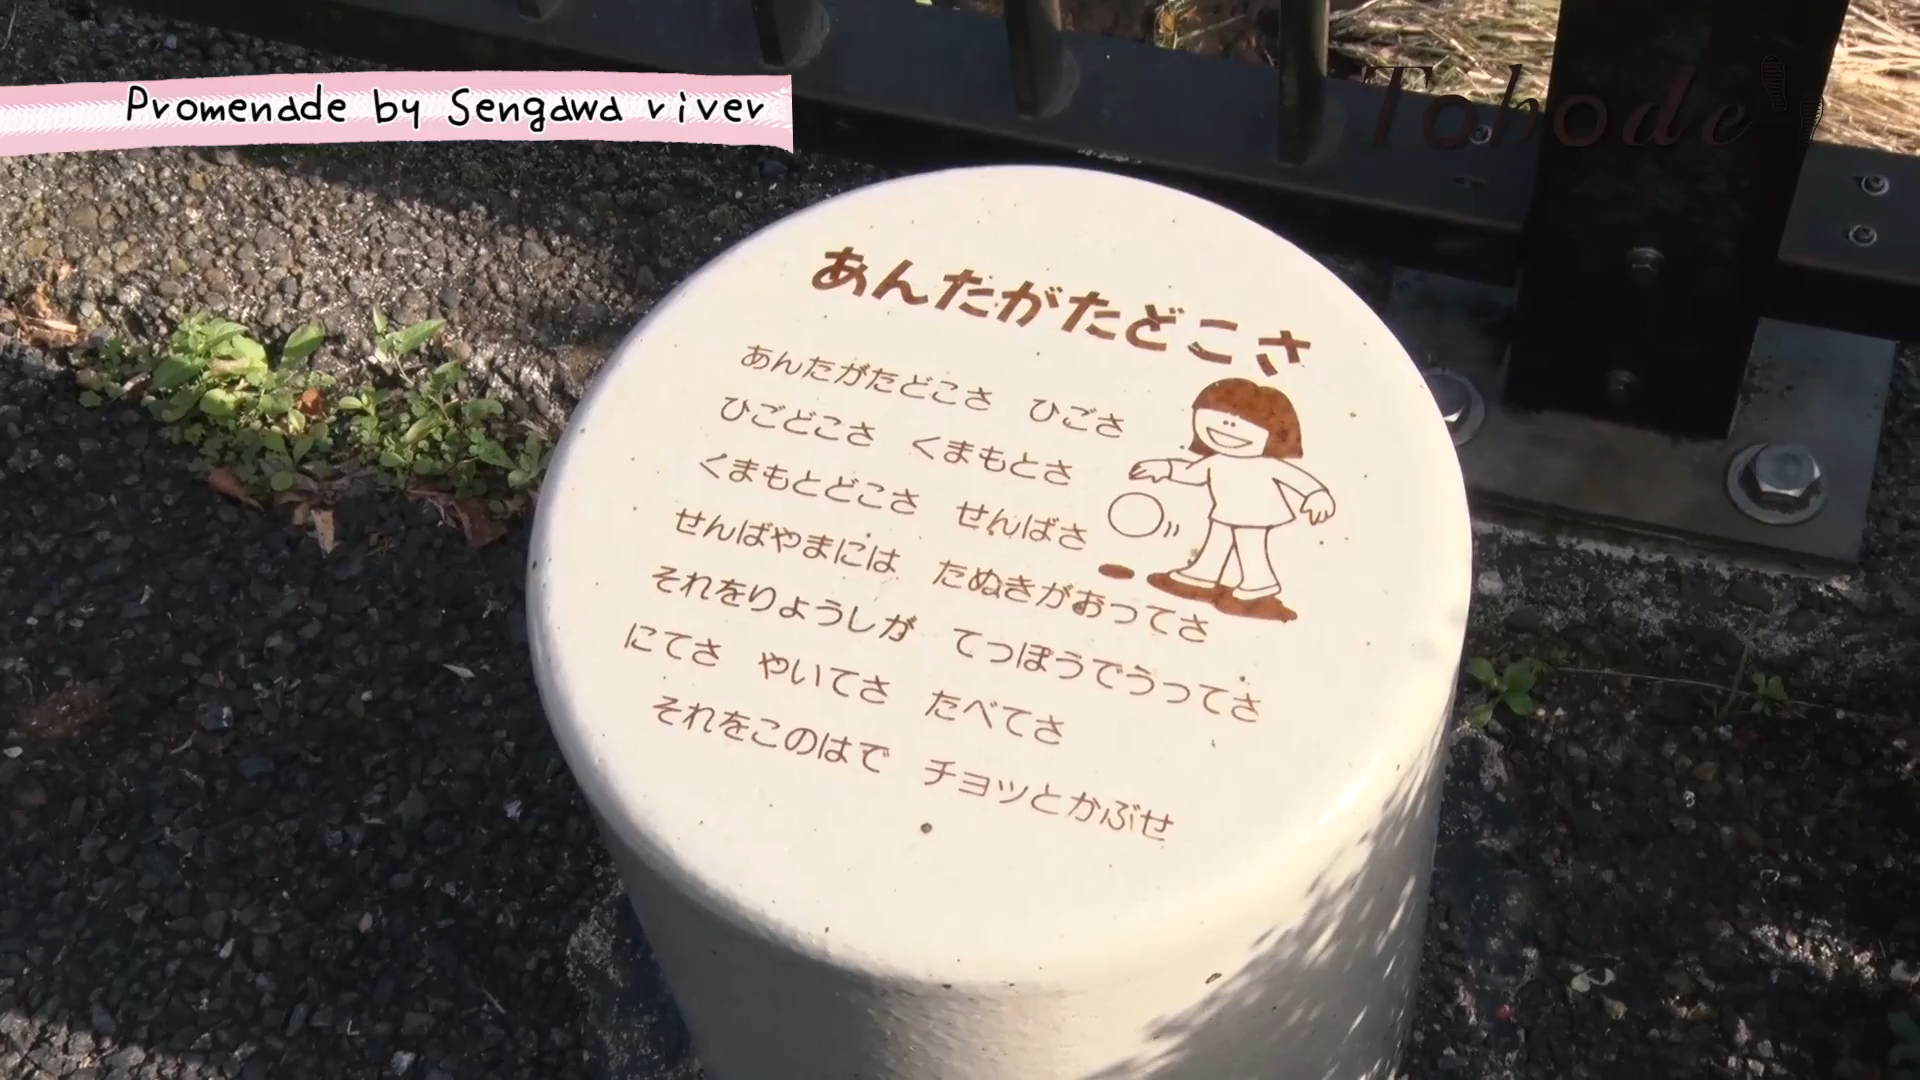 Promenade by Sengawa river
Tohode
あんたがたどこさ
あんたがたどこさ　ひごさ
ひごどこさ　くまもとさ
くまもとどこさ　せんばさ
せんばやまには　たぬきがおってさ
それをりょうしが　てっぽうでうってさ
にてさ　やいてさ　たべてさ
それをこのはで　チョッとかぶせ